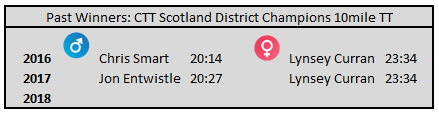 Past Winners: CTT Scotland District Champions 10mile TT
2016 Chris Smart 20:14 Lynsey Curran 23:34
2017 Jon Entwistle 20:27 Lynsey Curran 23:34
2018